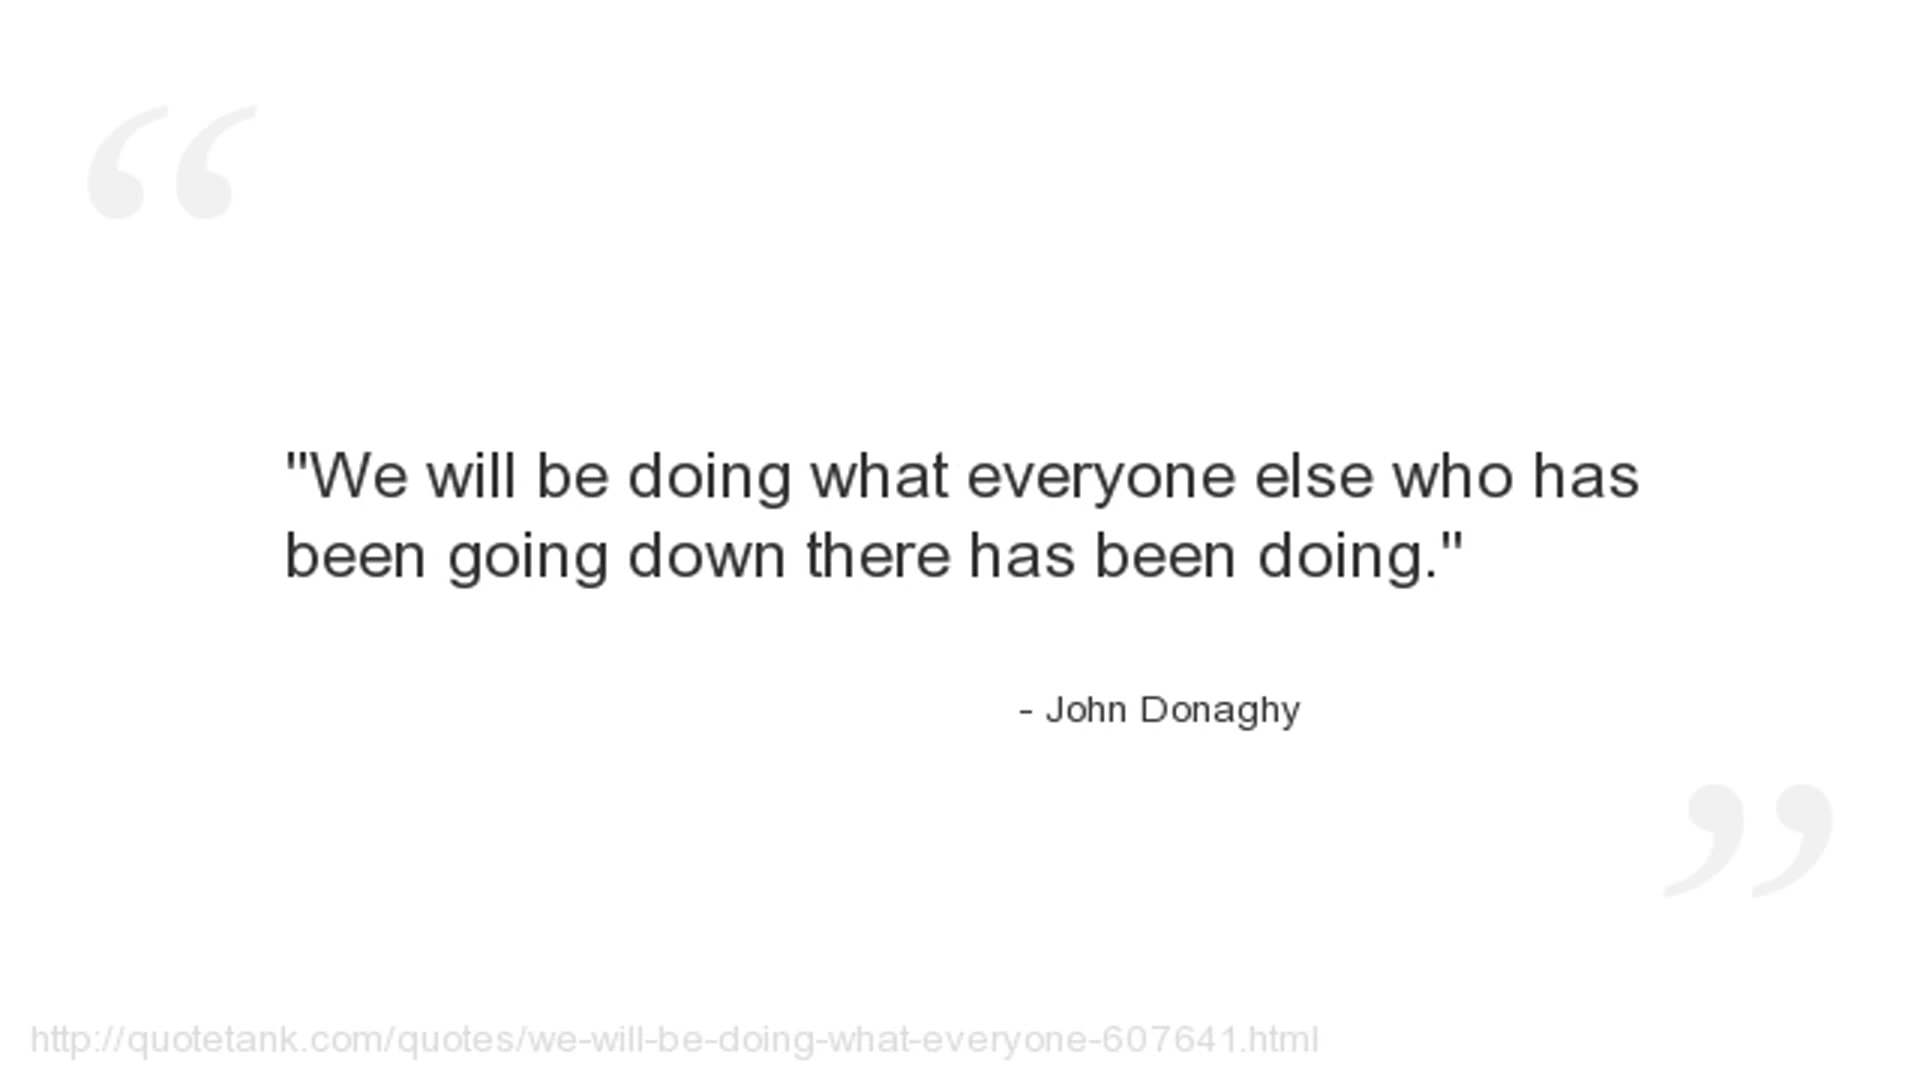 "We will be doing what everyone else who has
been going down there has been doing."
- John Donaghy
http://quotetank.com/quotes/we-will-be-doing-what-everyone-607641.html